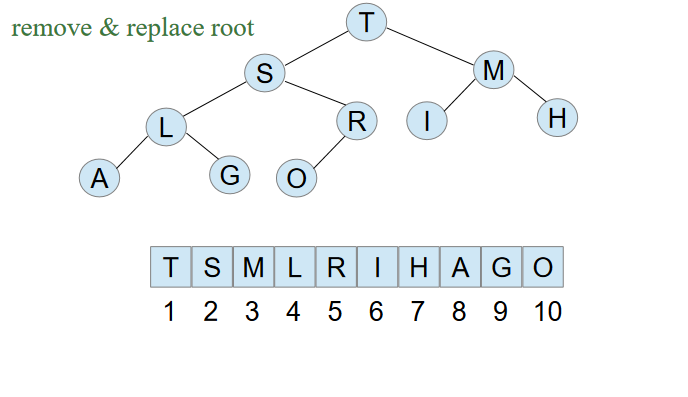 remove & replace root
T
S
M
L
R
I
H
A
G
O
T S M L R I H A G O
1 2 3 4 5 6 7 8 9 10